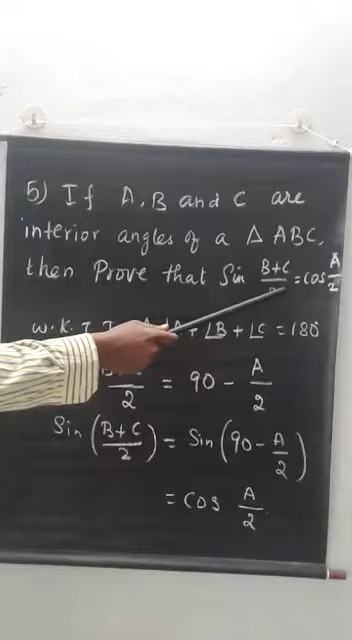 5) If A, B and C are
interior angles of a Δ ABC,
then Prove that Sin B+C/2 = cos A/2
W.K.T. ∠A + ∠B + ∠C = 180°
B+C/2 = 90 - A/2
Sin (B+C/2) = Sin (90 - A/2)
= cos A/2